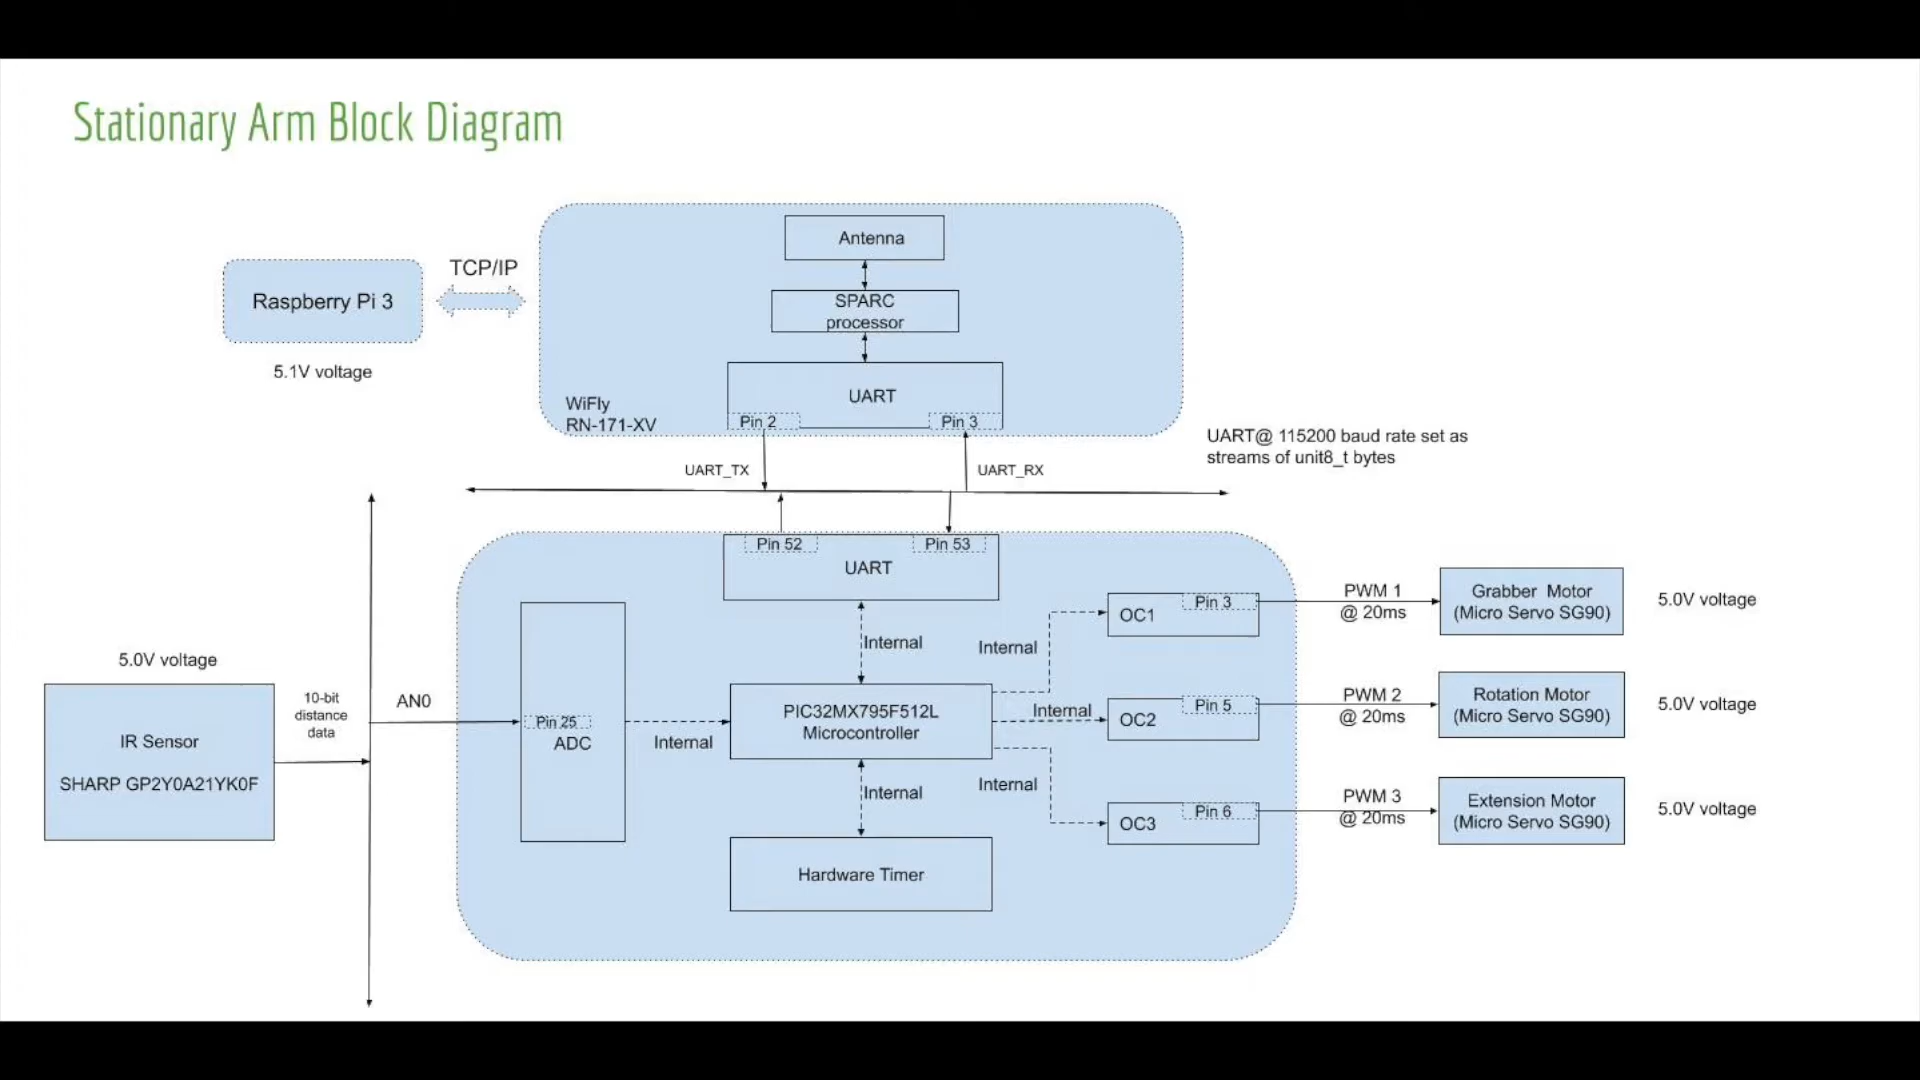 Stationary Arm Block Diagram
Antenna
TCP/IP
Raspberry Pi 3
SPARC
processor
5.1V voltage
UART
WiFly
RN-171-XV
Pin 2
Pin 3
UART@ 115200 baud rate set as
streams of unit8_t bytes
UART_TX
UART_RX
Pin 52
Pin 53
UART
Internal
Internal
OC1
Pin 3
PWM 1
@ 20ms
Grabber Motor
(Micro Servo SG90)
5.0V voltage
5.0V voltage
10-bit
distance
data
AN0
Pin 25
ADC
Internal
PIC32MX795F512L
Microcontroller
Internal
OC2
Pin 5
PWM 2
@ 20ms
Rotation Motor
(Micro Servo SG90)
5.0V voltage
IR Sensor
SHARP GP2Y0A21YK0F
Internal
Internal
OC3
Pin 6
PWM 3
@ 20ms
Extension Motor
(Micro Servo SG90)
5.0V voltage
Hardware Timer